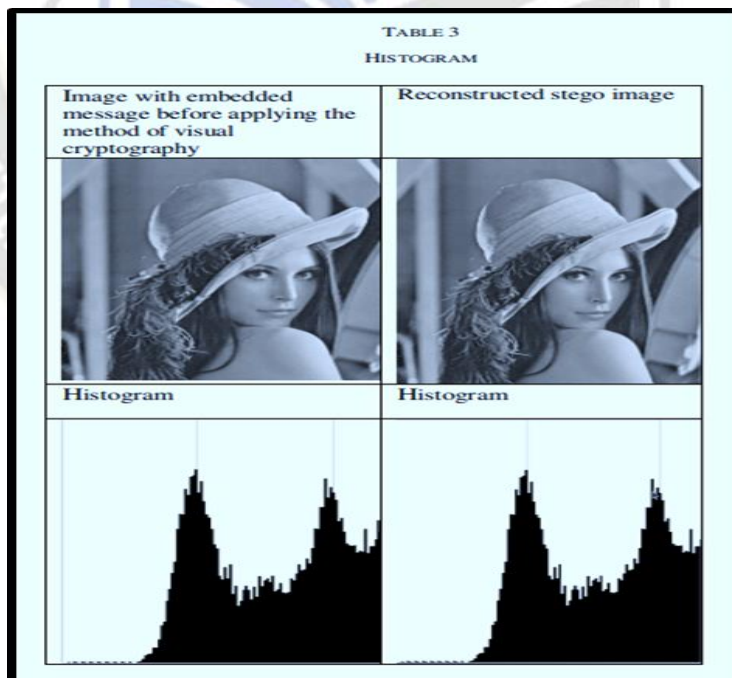 TABLE 3
HISTOGRAM
Image with embedded
message before applying the
method of visual
cryptography
Reconstructed stego image
Histogram
Histogram